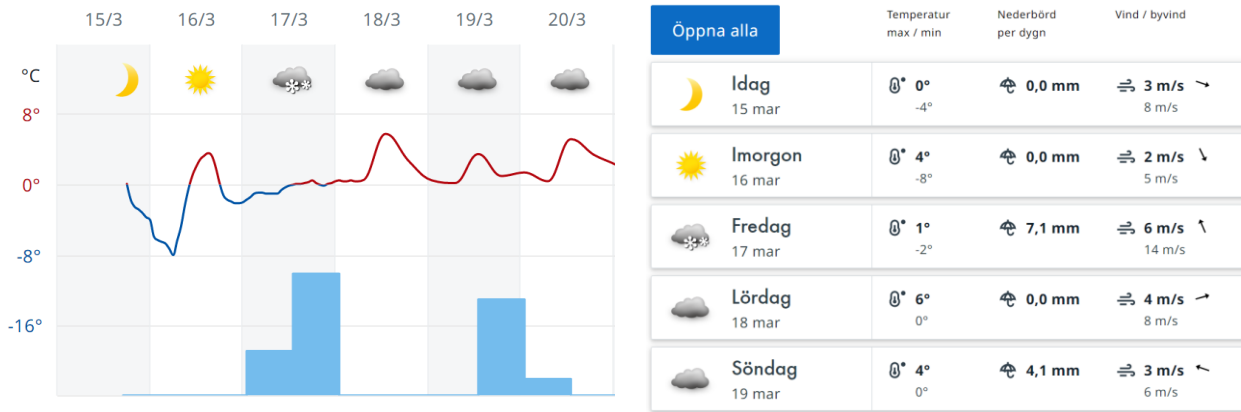 15/3 16/3 17/3 18/3 19/3 20/3
°C
8°
0°
-8°
-16°
Öppna alla
Temperatur
max / min
Nederbörd
per dygn
Vind / byvind
Idag
15 mar
0°
-4°
0,0 mm
3 m/s
8 m/s
Imorgon
16 mar
4°
-8°
0,0 mm
2 m/s
5 m/s
Fredag
17 mar
1°
-2°
7,1 mm
6 m/s
14 m/s
Lördag
18 mar
6°
0°
0,0 mm
4 m/s
8 m/s
Söndag
19 mar
4°
0°
4,1 mm
3 m/s
6 m/s